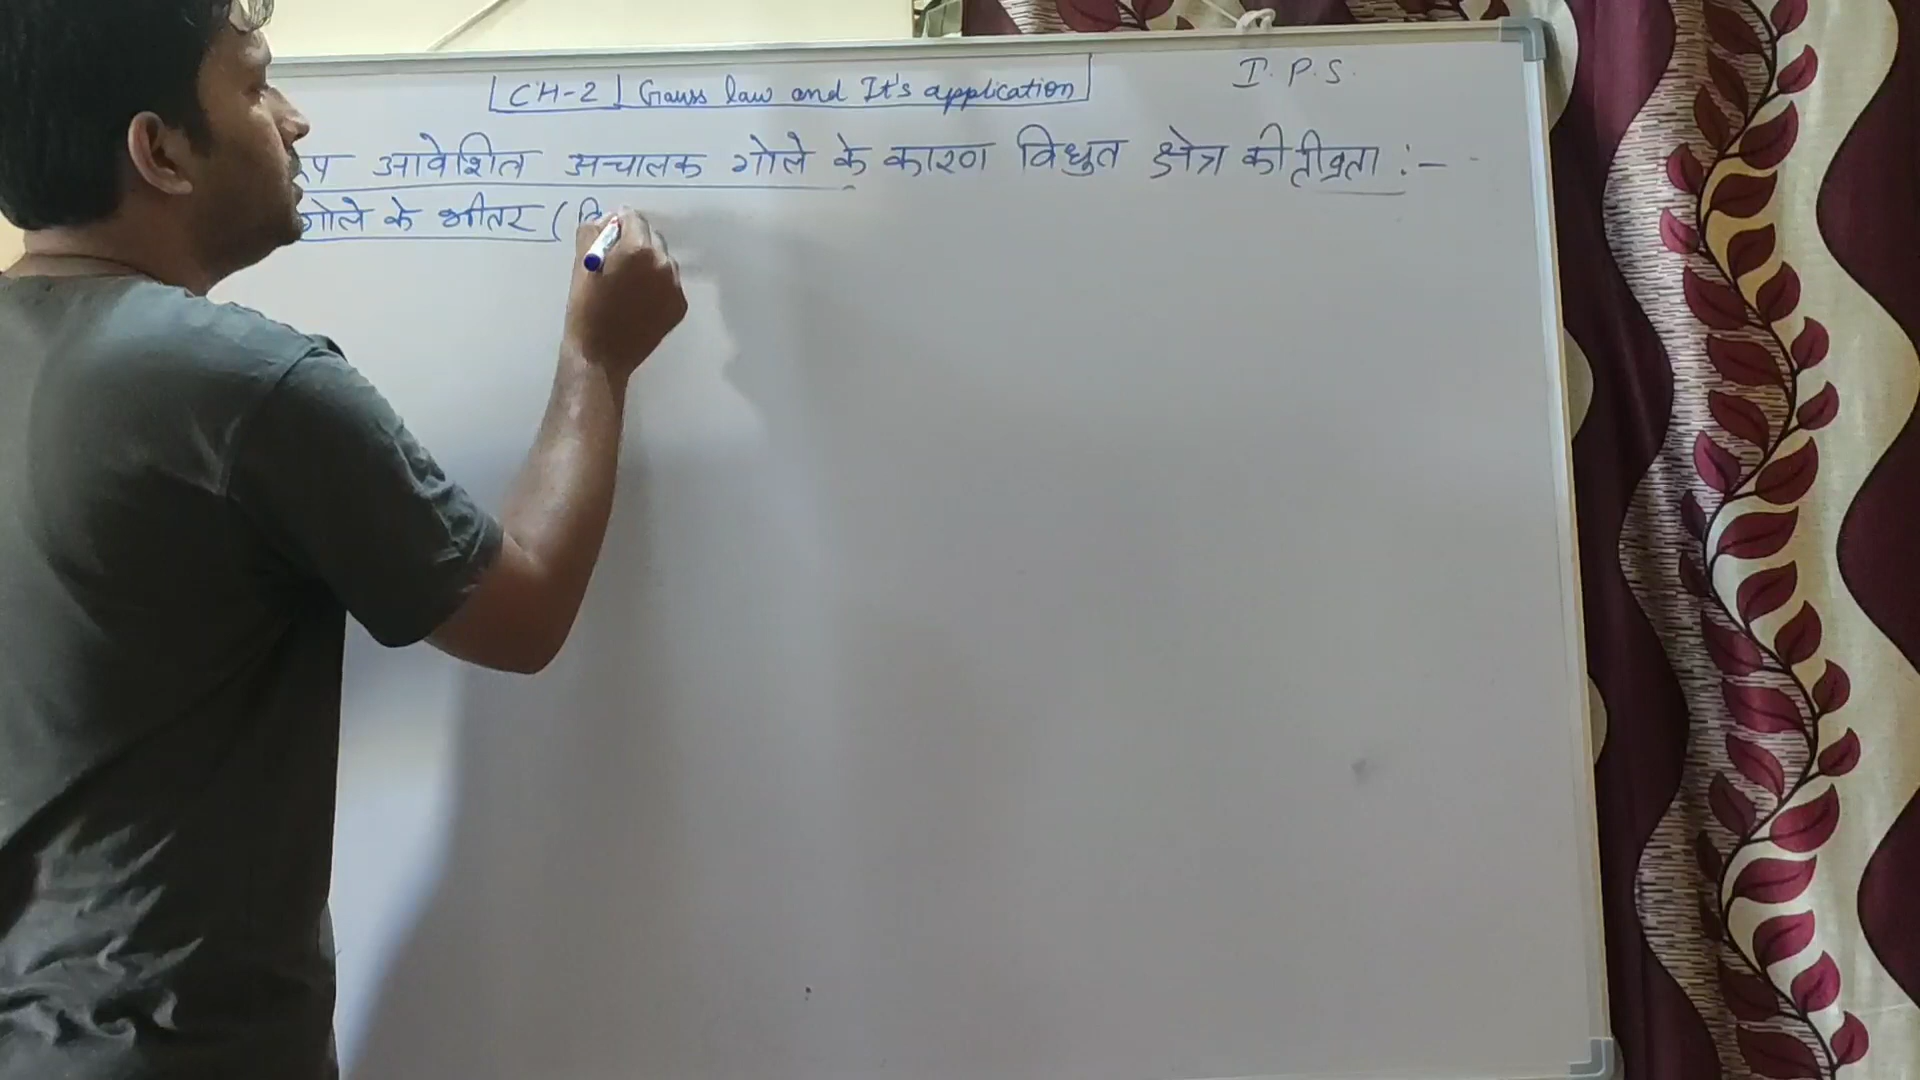 CH-2 Gauss law and It's application
I. P. S.
रूप आवेशित अचालक गोले के कारण विधुत क्षेत्र की तीव्रता :-
गोले के भीतर (